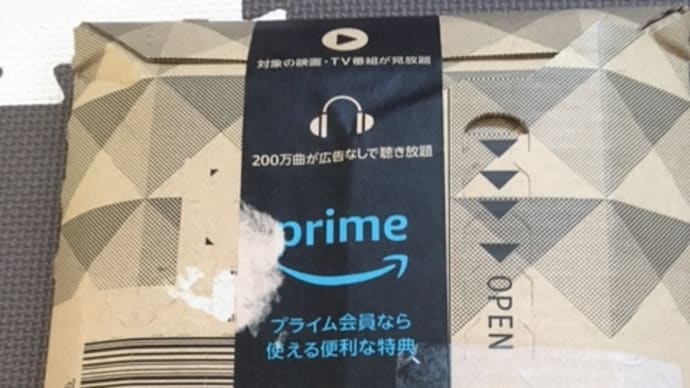 対象の映画・TV番組が見放題
200万曲が広告なしで聴き放題
prime
プライム会員なら
使える便利な特典
OPEN